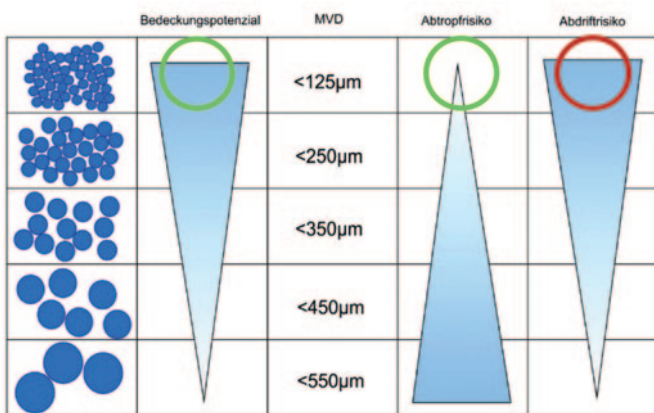 Bedeckungspotenzial MVD Abtropfrisiko Abdriftrisiko
<125µm
<250µm
<350µm
<450µm
<550µm